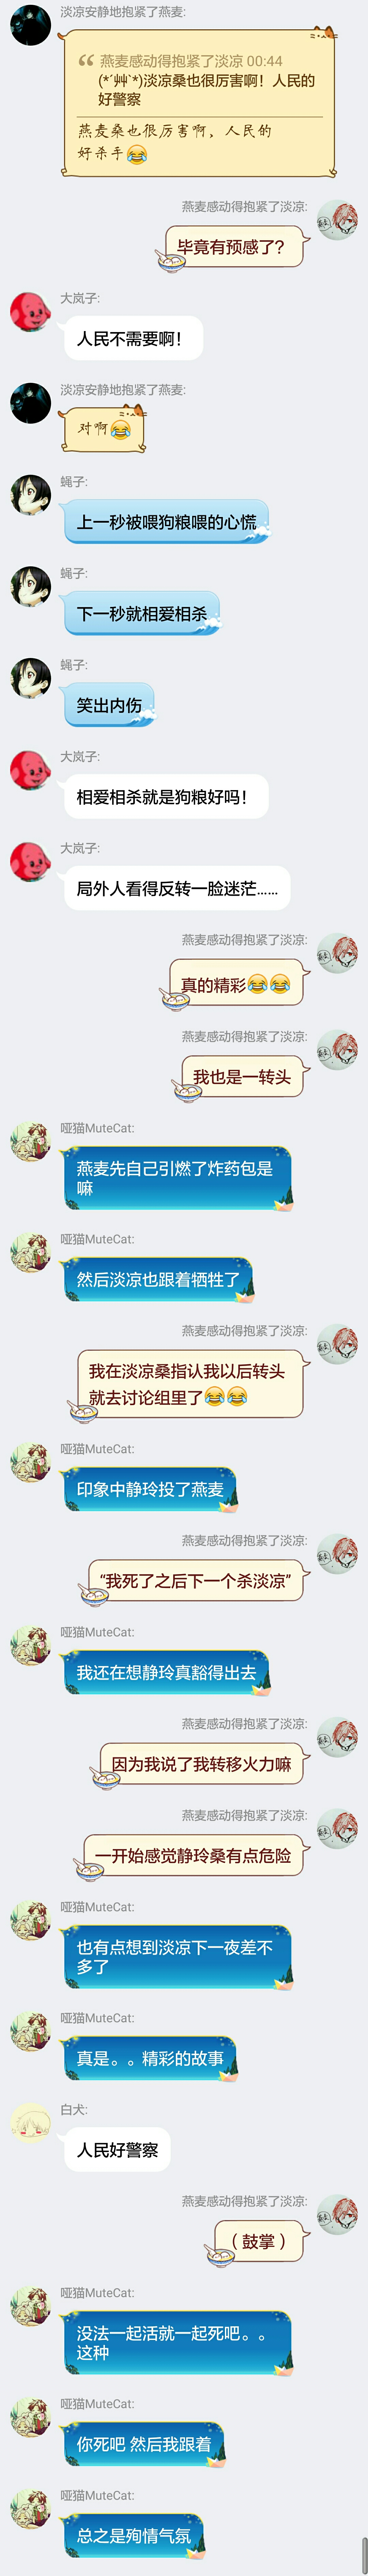 淡凉安静地抱紧了燕麦:
燕麦感动得抱紧了淡凉 00:44
(*´艸`*)淡凉桑也很厉害啊！人民的
好警察
燕麦桑也很厉害啊，人民的
好杀手😂
燕麦感动得抱紧了淡凉:
毕竟有预感了？
大岚子:
人民不需要啊！
淡凉安静地抱紧了燕麦:
对啊😂
蝇子:
上一秒被喂狗粮喂的心慌
蝇子:
下一秒就相爱相杀
蝇子:
笑出内伤
大岚子:
相爱相杀就是狗粮好吗！
大岚子:
局外人看得反转一脸迷茫……
燕麦感动得抱紧了淡凉:
真的精彩😂😂
燕麦感动得抱紧了淡凉:
我也是一转头
哑猫MuteCat:
燕麦先自己引燃了炸药包是
嘛
哑猫MuteCat:
然后淡凉也跟着牺牲了
燕麦感动得抱紧了淡凉:
我在淡凉桑指认我以后转头
就去讨论组里了😂😂
哑猫MuteCat:
印象中静玲投了燕麦
燕麦感动得抱紧了淡凉:
“我死了之后下一个杀淡凉”
哑猫MuteCat:
我还在想静玲真豁得出去
燕麦感动得抱紧了淡凉:
因为我说了我转移火力嘛
燕麦感动得抱紧了淡凉:
一开始感觉静玲桑有点危险
哑猫MuteCat:
也有点想到淡凉下一夜差不
多了
哑猫MuteCat:
真是。。精彩的故事
白犬:
人民好警察
燕麦感动得抱紧了淡凉:
（鼓掌）
哑猫MuteCat:
没法一起活就一起死吧。。
这种
哑猫MuteCat:
你死吧 然后我跟着
哑猫MuteCat:
总之是殉情气氛